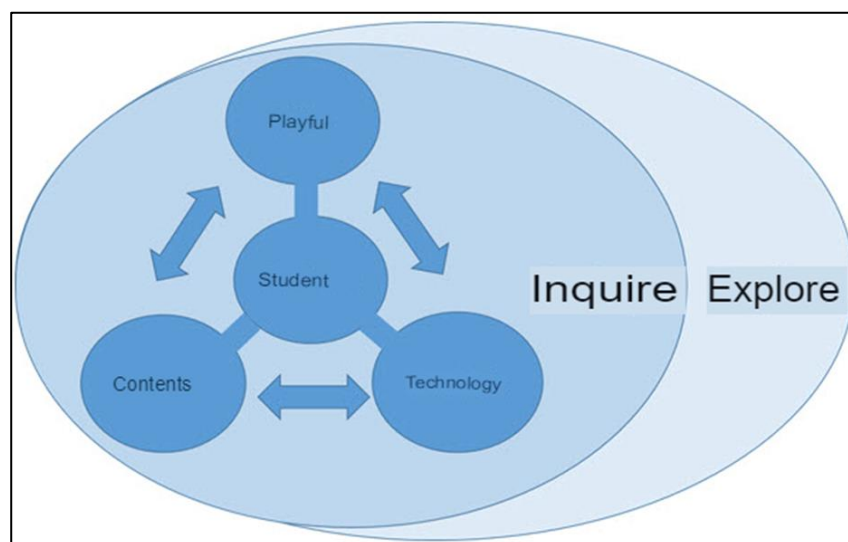 Playful
Student
Inquire
Explore
Contents
Technology